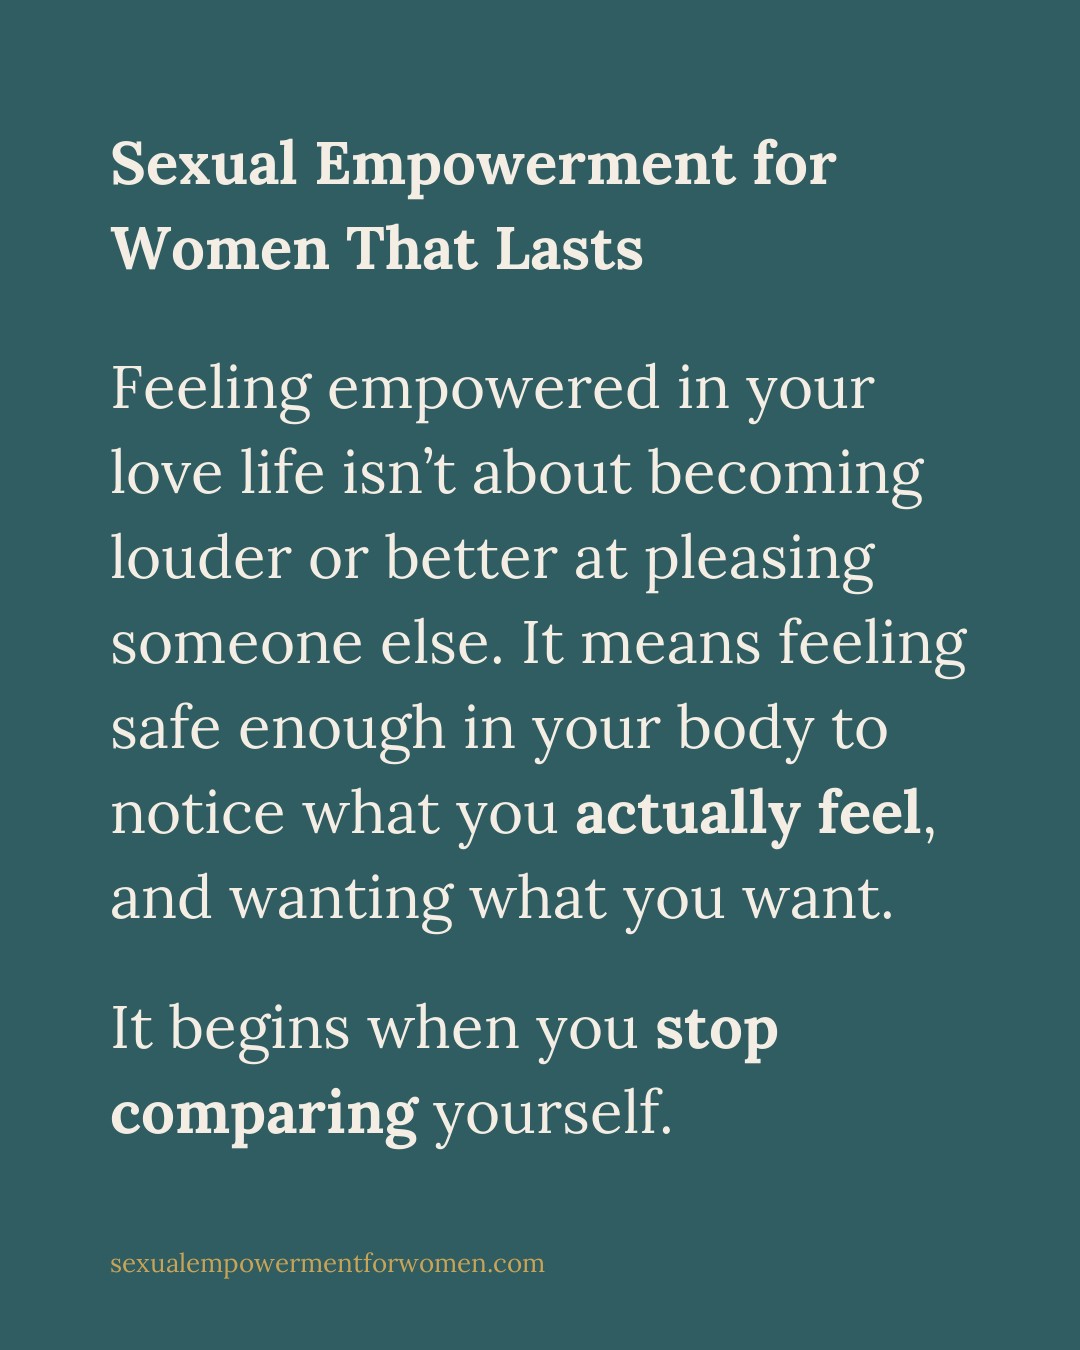 Sexual Empowerment for
Women That Lasts
Feeling empowered in your
love life isn’t about becoming
louder or better at pleasing
someone else. It means feeling
safe enough in your body to
notice what you actually feel,
and wanting what you want.
It begins when you stop
comparing yourself.
sexualempowermentforwomen.com